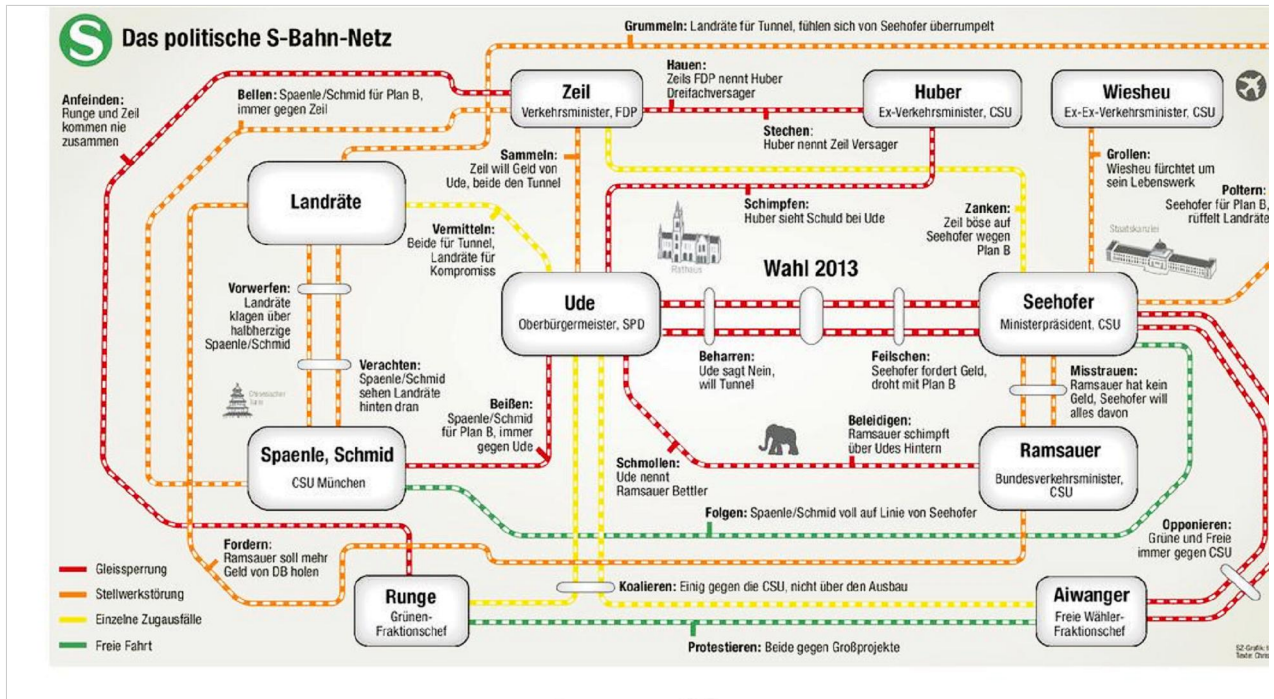 S
Das politische S-Bahn-Netz
Grummeln: Landräte für Tunnel, fühlen sich von Seehofer überrumpelt
Anfeinden:
Runge und Zeil
kommen nie
zusammen
Bellen: Spaenle/Schmid für Plan B,
immer gegen Zeil
Zeil
Verkehrsminister, FDP
Hauen:
Zeils FDP nennt Huber
Dreifachversager
Stechen:
Huber nennt Zeil Versager
Huber
Ex-Verkehrsminister, CSU
Wiesheu
Ex-Ex-Verkehrsminister, CSU
Sammeln:
Zeil will Geld von
Ude, beide den Tunnel
Grollen:
Wiesheu fürchtet um
sein Lebenswerk
Poltern:
Seehofer für Plan B,
rüffelt Landräte
Landräte
Vermitteln:
Beide für Tunnel,
Landräte für
Kompromiss
Schimpfen:
Huber sieht Schuld bei Ude
Zanken:
Zeil böse auf
Seehofer wegen
Plan B
Rathaus
Staatskanzlei
Wahl 2013
Ude
Oberbürgermeister, SPD
Seehofer
Ministerpräsident, CSU
Vorwerfen:
Landräte
klagen über
halbherzige
Spaenle/Schmid
Verachten:
Spaenle/Schmid
sehen Landräte
hinten dran
Beharren:
Ude sagt Nein,
will Tunnel
Feilschen:
Seehofer fordert Geld,
droht mit Plan B
Misstrauen:
Ramsauer hat kein
Geld, Seehofer will
alles davon
Chinesischer
Turm
Beißen:
Spaenle/Schmid
für Plan B, immer
gegen Ude
Spaenle, Schmid
CSU München
Schmollen:
Ude nennt
Ramsauer Bettler
Beleidigen:
Ramsauer schimpft
über Udes Hintern
Ramsauer
Bundesverkehrsminister,
CSU
Folgen: Spaenle/Schmid voll auf Linie von Seehofer
Opponieren:
Grüne und Freie
immer gegen CSU
Fordern:
Ramsauer soll mehr
Geld von DB holen
Gleissperrung
Stellwerkstörung
Einzelne Zugausfälle
Freie Fahrt
Runge
Grünen-
Fraktionschef
Koalieren: Einig gegen die CSU, nicht über den Ausbau
Aiwanger
Freie Wähler-
Fraktionschef
Protestieren: Beide gegen Großprojekte
SZ-Grafik:
Texte: Chris